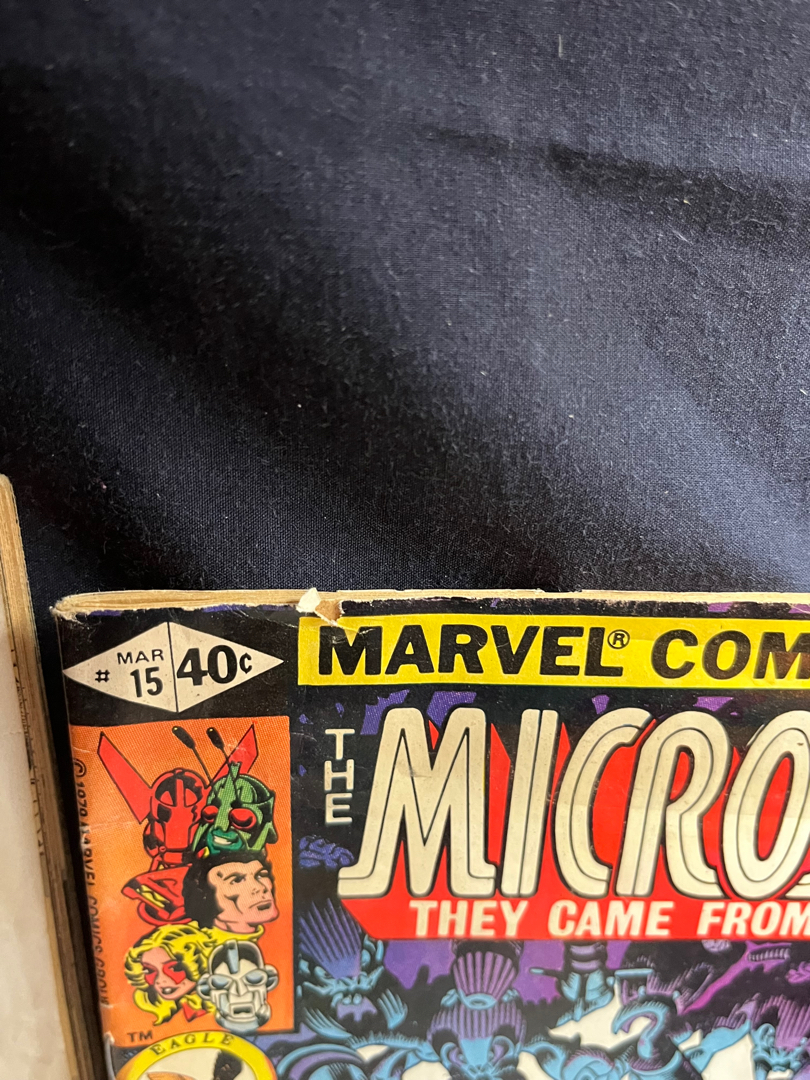 MAR
# 15 40¢
MARVEL® COM
THE
MICRO
THEY CAME FROM
© 1979 MARVEL COMICS GROUP
TM
EAGLE